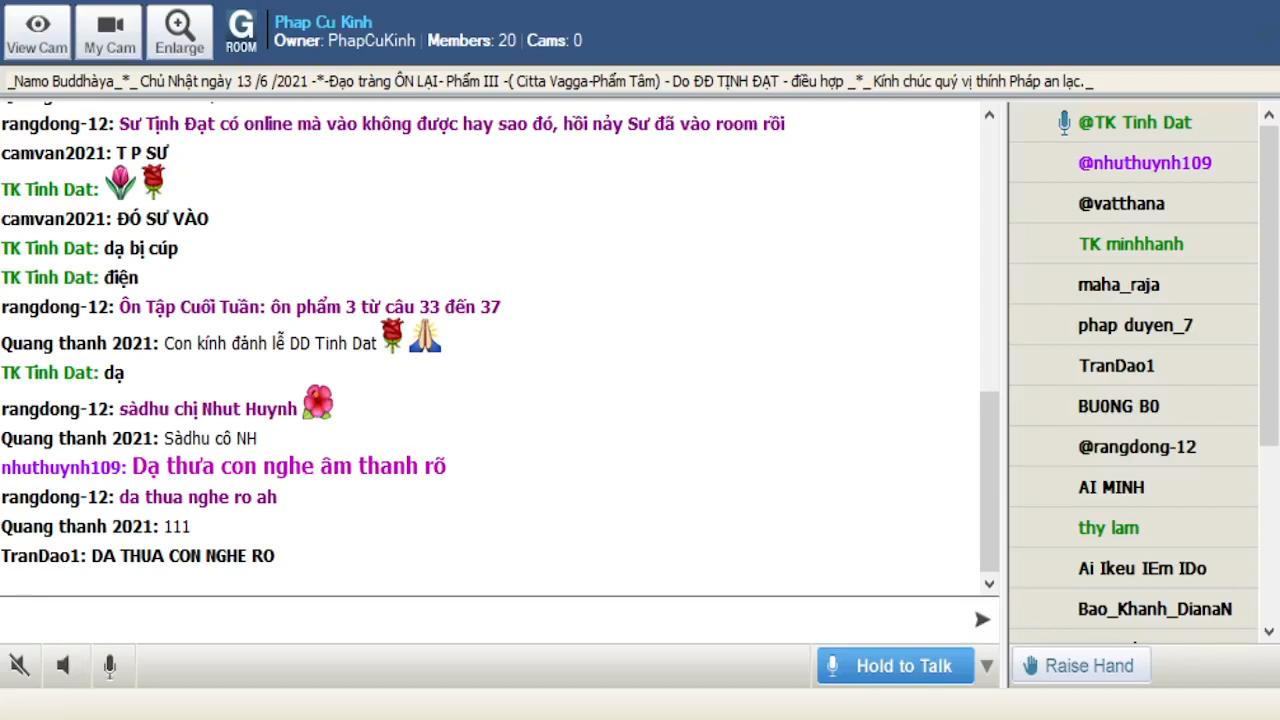 View Cam
My Cam
Enlarge
G
ROOM
Phap Cu Kinh
Owner: PhapCuKinh | Members: 20 | Cams: 0
_Namo Buddhàya_*_ Chủ Nhật ngày 13 /6 /2021 -*-Đạo tràng ÔN LẠI- Phẩm III -( Citta Vagga-Phẩm Tâm) - Do ĐĐ TỊNH ĐẠT - điều hợp _*_ Kính chúc quý vị thính Pháp an lạc._
rangdong-12: Sư Tịnh Đạt có online mà vào không được hay sao đó, hồi nảy Sư đã vào room rồi
camvan2021: T P SƯ
TK Tinh Dat:
camvan2021: ĐÓ SƯ VÀO
TK Tinh Dat: dạ bị cúp
TK Tinh Dat: điện
rangdong-12: Ôn Tập Cuối Tuần: ôn phẩm 3 từ câu 33 đến 37
Quang thanh 2021: Con kính đảnh lễ DD Tinh Dat
TK Tinh Dat: dạ
rangdong-12: sàdhu chị Nhut Huynh
Quang thanh 2021: Sàdhu cô NH
nhuthuynh109: Dạ thưa con nghe âm thanh rõ
rangdong-12: da thua nghe ro ah
Quang thanh 2021: 111
TranDao1: DA THUA CON NGHE RO
@TK Tinh Dat
@nhuthuynh109
@vatthana
TK minhhanh
maha_raja
phap duyen_7
TranDao1
BU0NG B0
@rangdong-12
AI MINH
thy lam
Ai Ikeu IEm IDo
Bao_Khanh_DianaN
Hold to Talk
Raise Hand